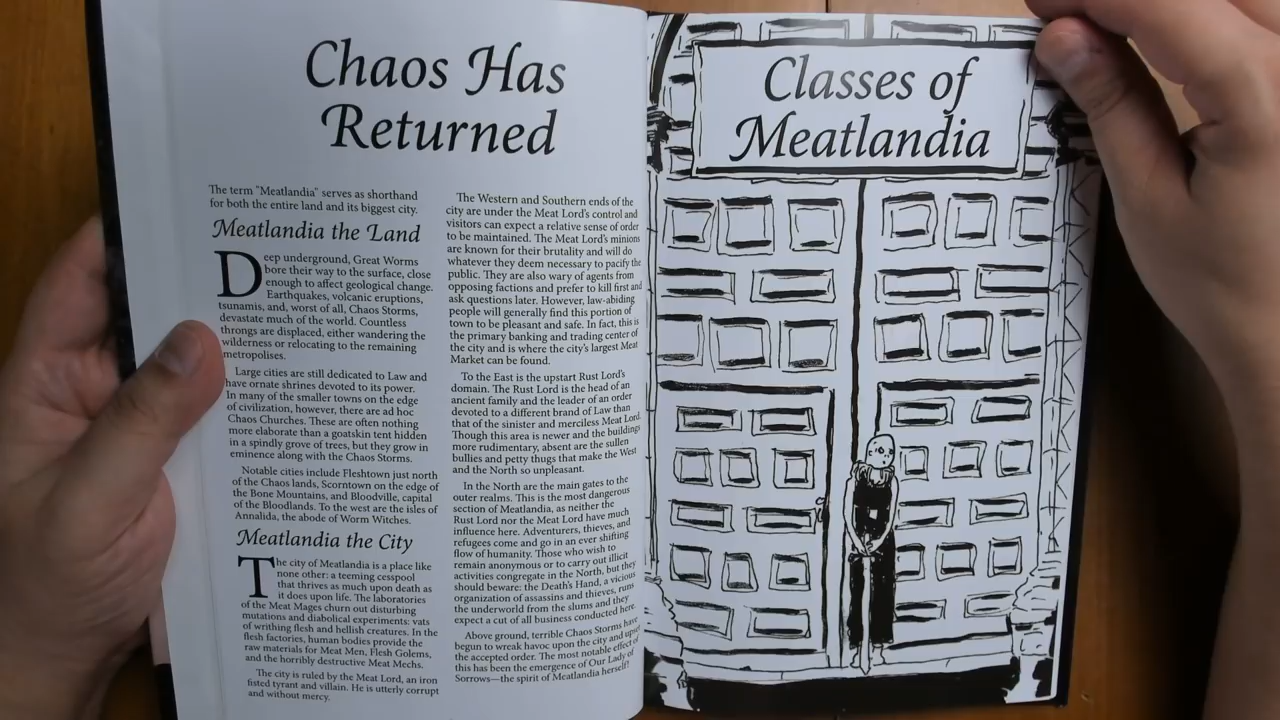 Chaos Has
Returned
The term "Meatlandia" serves as shorthand
for both the entire land and its biggest city.
Meatlandia the Land
Deep underground, Great Worms
bore their way to the surface, close
enough to affect geological change.
Earthquakes, volcanic eruptions,
tsunamis, and, worst of all, Chaos Storms,
devastate much of the world. Countless
throngs are displaced, either wandering the
wilderness or relocating to the remaining
metropolises.
Large cities are still dedicated to Law and
have ornate shrines devoted to its power.
In many of the smaller towns on the edge
of civilization, however, there are ad hoc
Chaos Churches. These are often nothing
more elaborate than a goatskin tent hidden
in a spindly grove of trees, but they grow in
eminence along with the Chaos Storms.
Notable cities include Fleshtown just north
of the Chaos lands, Scorntown on the edge of
the Bone Mountains, and Bloodville, capital
of the Bloodlands. To the west are the isles of
Annalida, the abode of Worm Witches.
Meatlandia the City
The city of Meatlandia is a place like
none other: a teeming cesspool
that thrives as much upon death as
it does upon life. The laboratories
of the Meat Mages churn out disturbing
mutations and diabolical experiments: vats
of writhing flesh and hellish creatures. In the
flesh factories, human bodies provide the
raw materials for Meat Men, Flesh Golems,
and the horribly destructive Meat Mechs.
The city is ruled by the Meat Lord, an iron
fisted tyrant and villain. He is utterly corrupt
and without mercy.
The Western and Southern ends of the
city are under the Meat Lord's control and
visitors can expect a relative sense of order
to be maintained. The Meat Lord's minions
are known for their brutality and will do
whatever they deem necessary to pacify the
public. They are also wary of agents from
opposing factions and prefer to kill first and
ask questions later. However, law-abiding
people will generally find this portion of
town to be pleasant and safe. In fact, this is
the primary banking and trading center of
the city and is where the city's largest Meat
Market can be found.
To the East is the upstart Rust Lord's
domain. The Rust Lord is the head of an
ancient family and the leader of an order
devoted to a different brand of Law than
that of the sinister and merciless Meat Lord.
Though this area is newer and the buildings
more rudimentary, absent are the sullen
bullies and petty thugs that make the West
and the North so unpleasant.
In the North are the main gates to the
outer realms. This is the most dangerous
section of Meatlandia, as neither the
Rust Lord nor the Meat Lord have much
influence here. Adventurers, thieves, and
refugees come and go in an ever shifting
flow of humanity. Those who wish to
remain anonymous or to carry out illicit
activities congregate in the North, but they
should beware: the Death's Hand, a vicious
organization of assassins and thieves, runs
the underworld from the slums and they
expect a cut of all business conducted here.
Above ground, terrible Chaos Storms have
begun to wreak havoc upon the city and upset
the accepted order. The most notable effect of
this has been the emergence of Our Lady of
Sorrows—the spirit of Meatlandia herself!
Classes of
Meatlandia